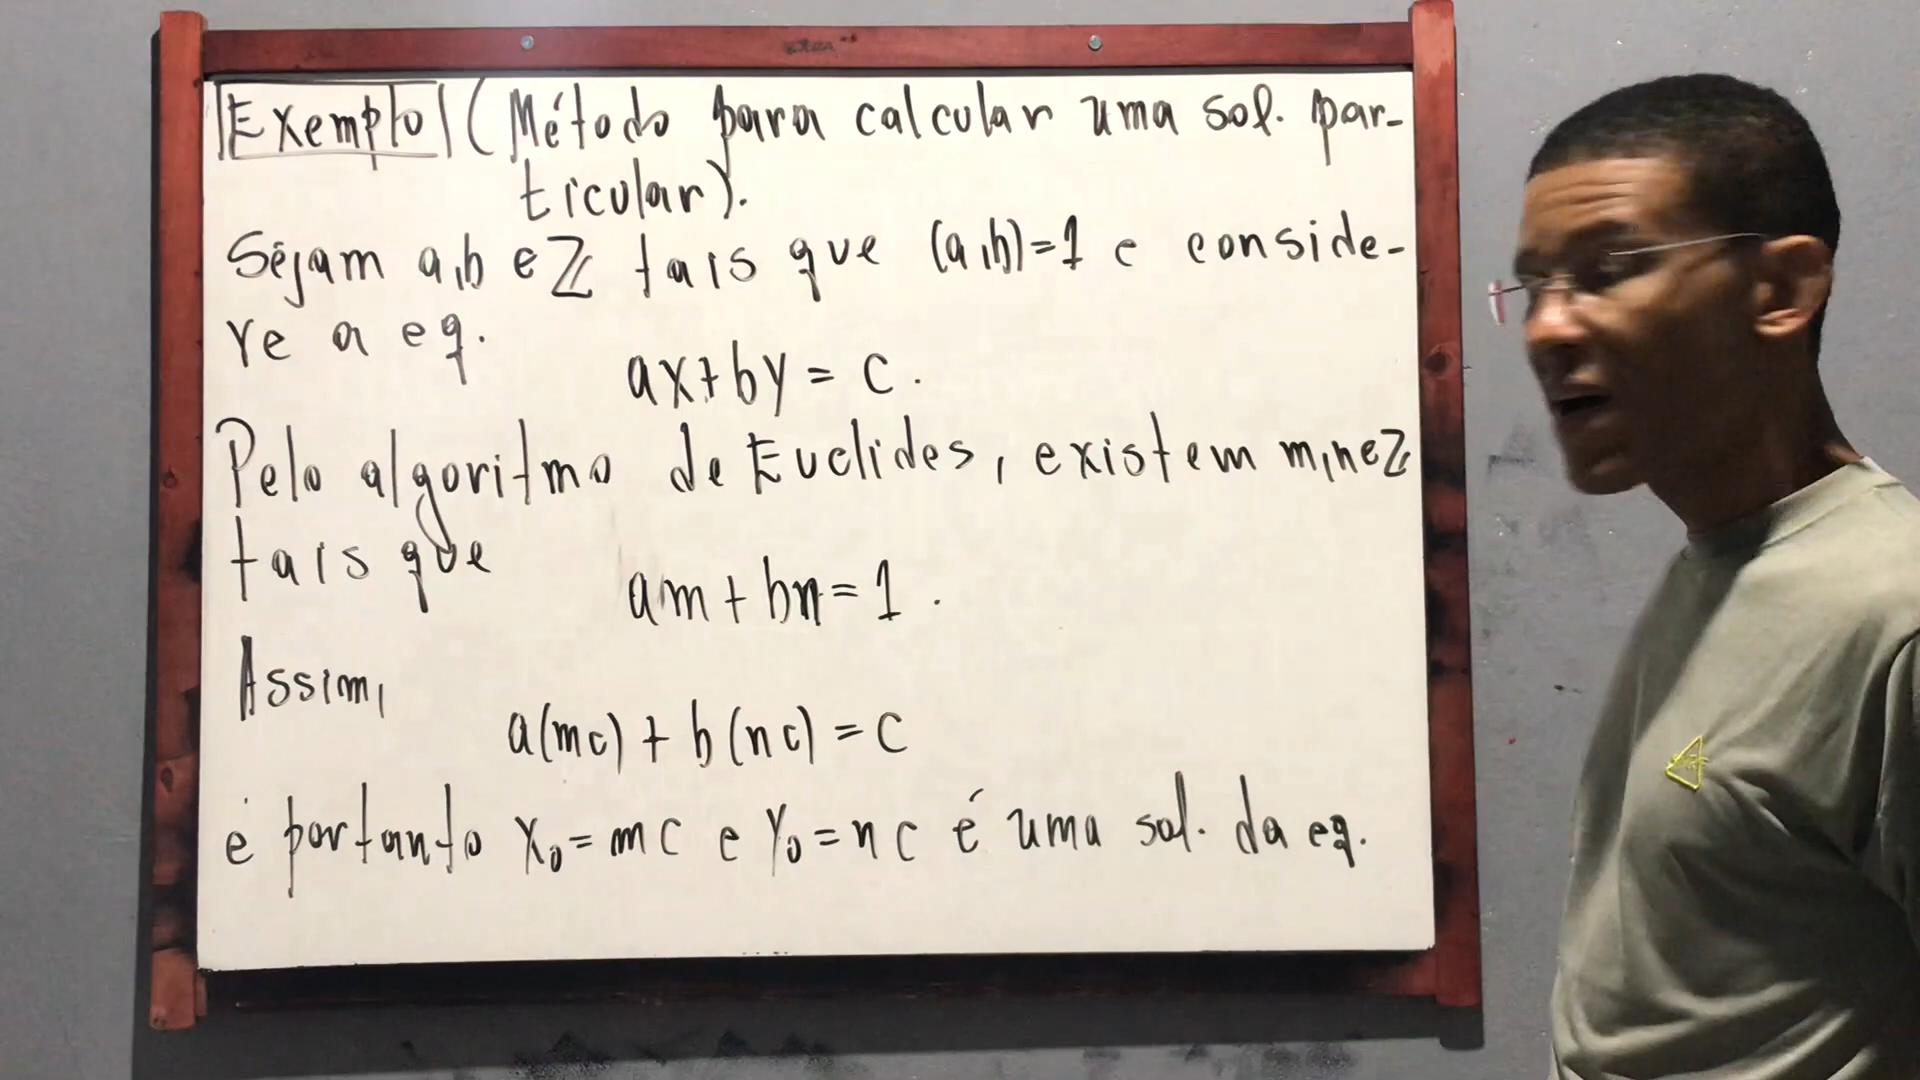 Exemplo (Método para calcular uma sol. par-
ticular).
Sejam a,b ∈ ℤ tais que (a,b)=1 e conside-
re a eq.
ax+by = c.
Pelo algoritmo de Euclides, existem m,n∈ℤ
tais que
am + bn = 1.
Assim,
a(mc) + b(nc) = c
e portanto x₀ = mc e y₀ = nc é uma sol. da eq.